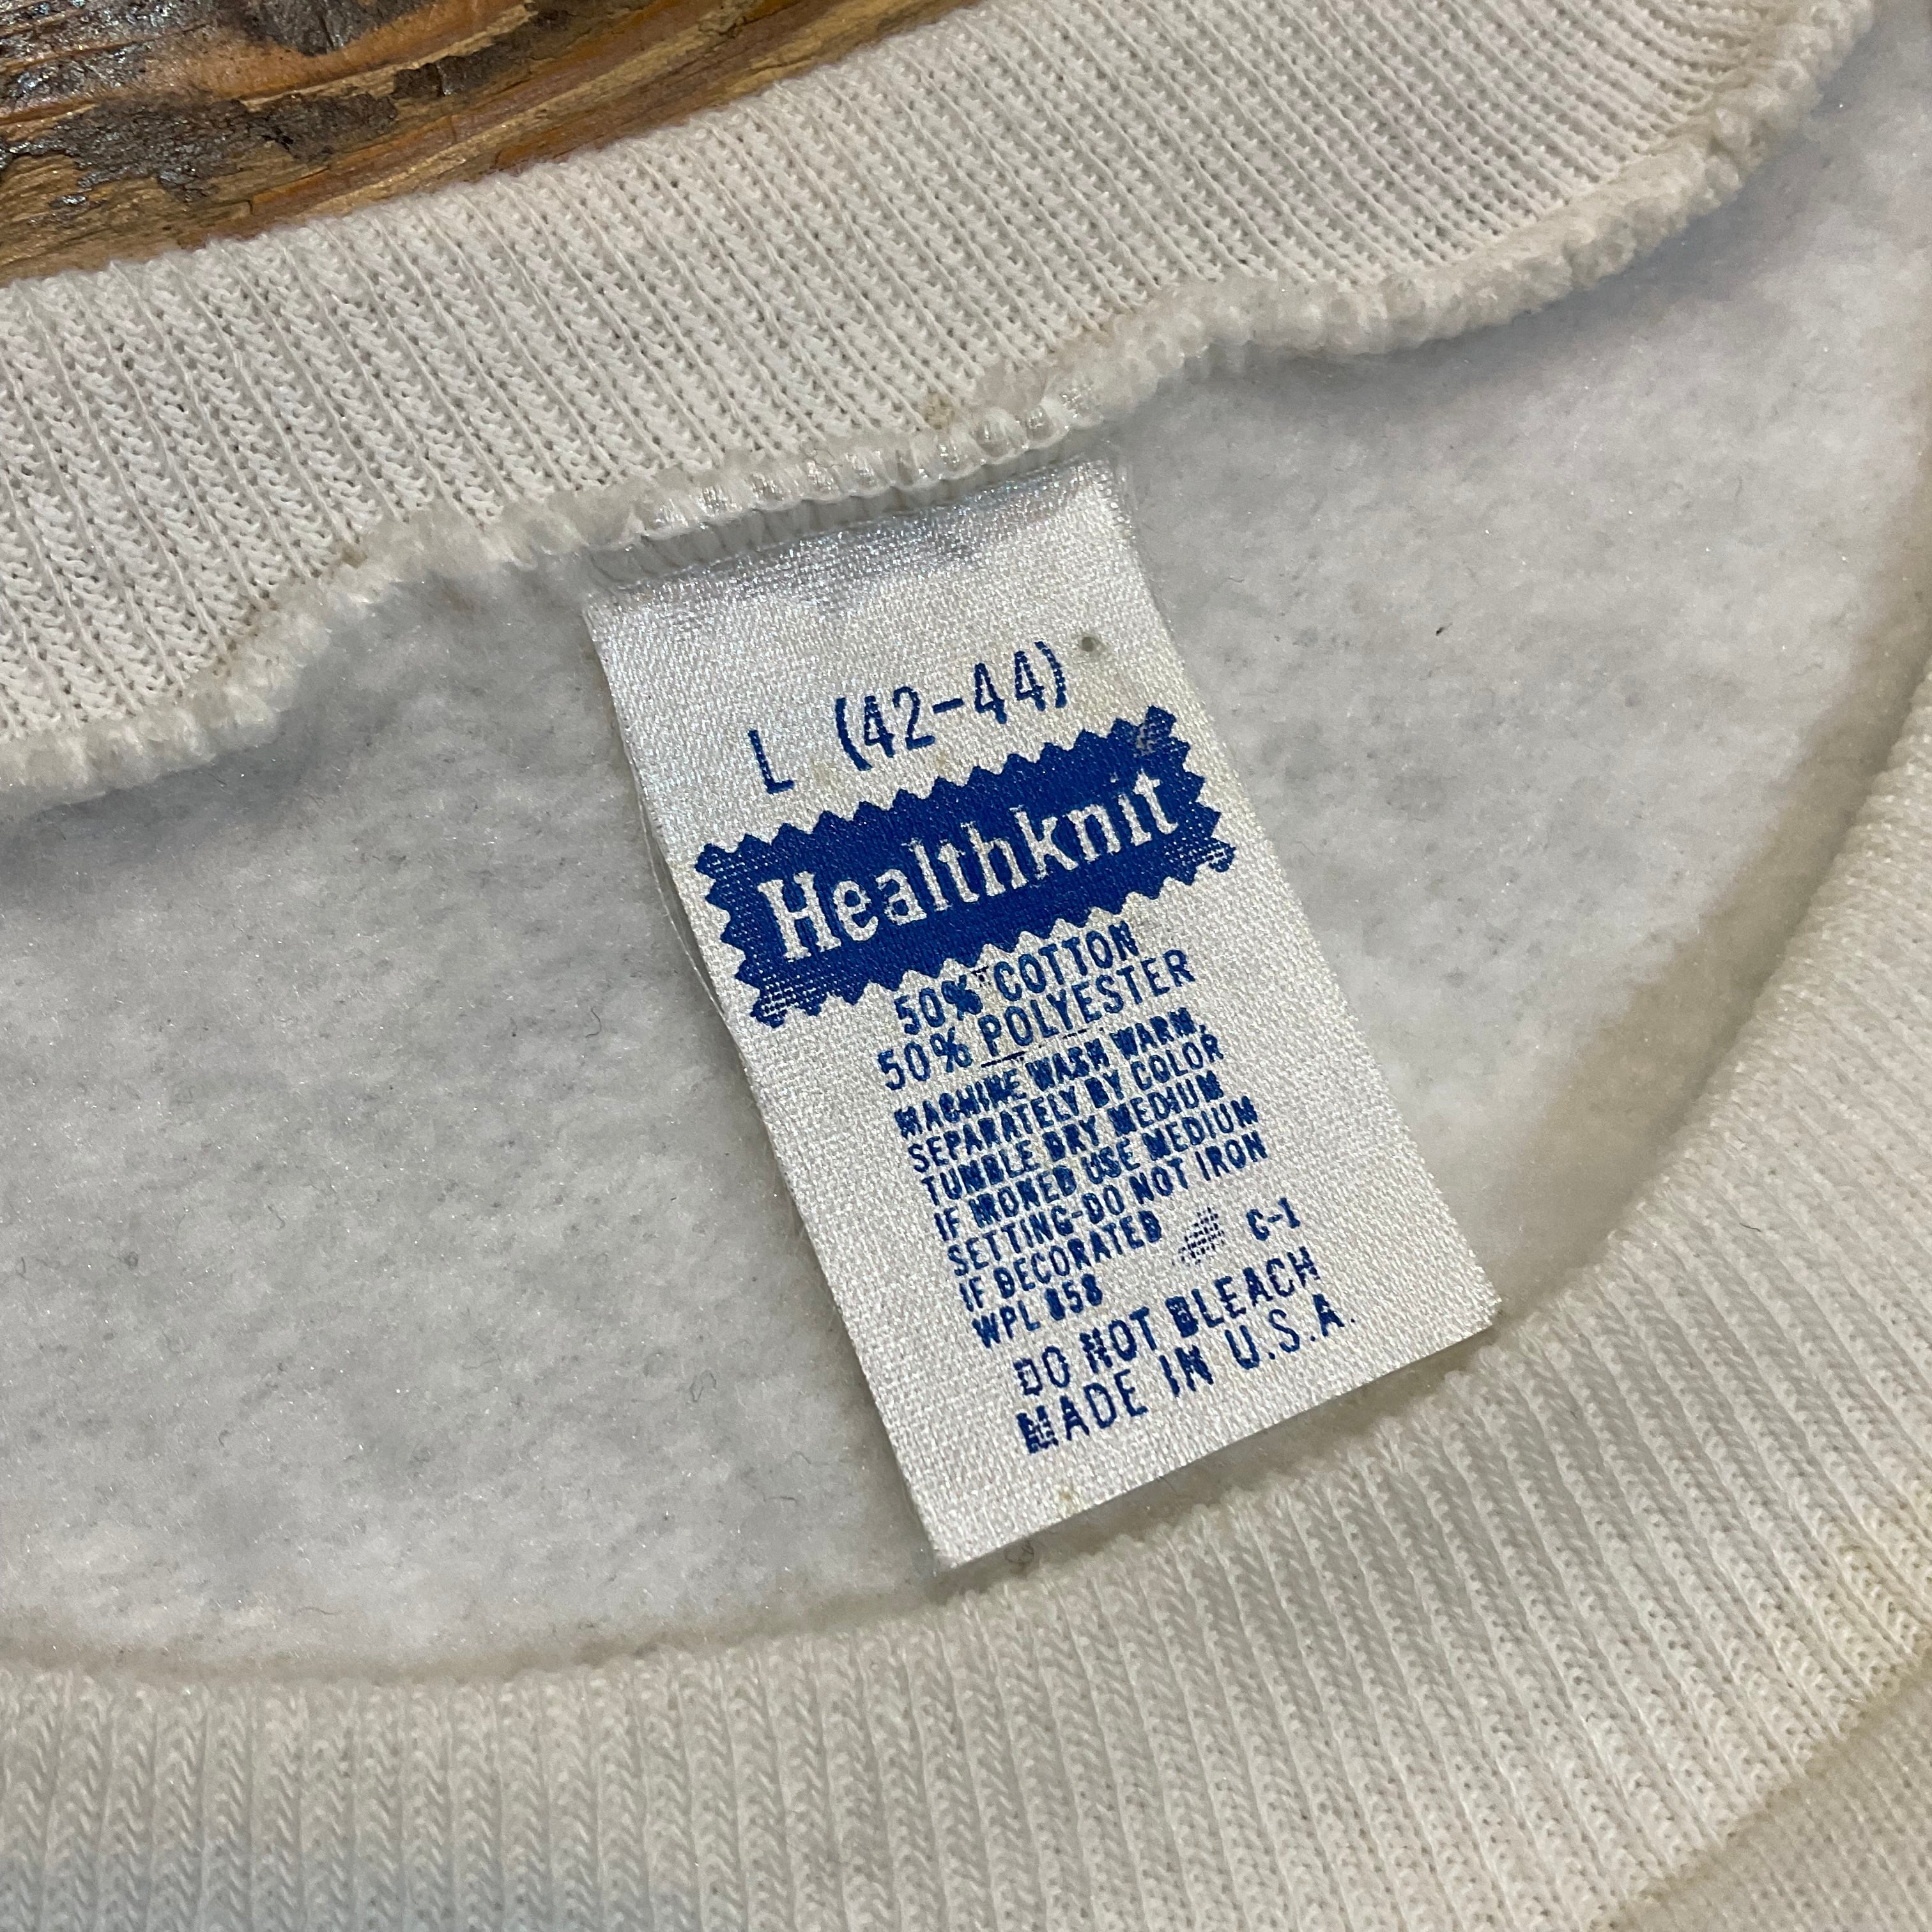 L (42-44)
Healthknit
50% COTTON
50% POLYESTER
MACHINE WASH WARM,
SEPARATELY BY COLOR
TUMBLE DRY MEDIUM
IF IRONED USE MEDIUM
SETTING-DO NOT IRON
IF DECORATED C-1
WPL 858
DO NOT BLEACH
MADE IN U.S.A.